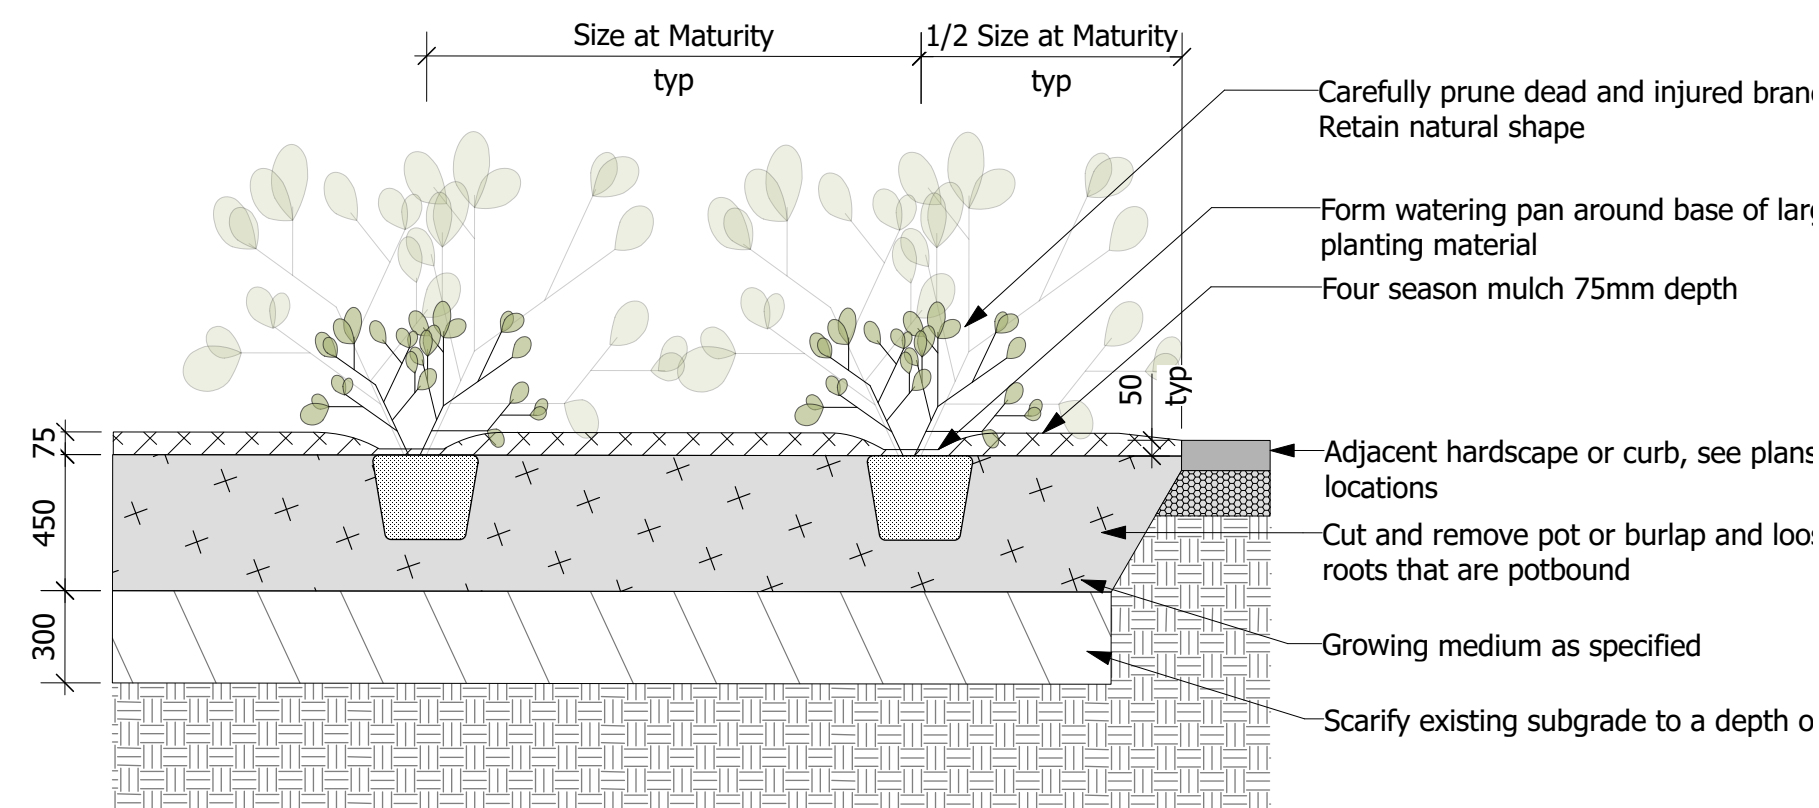 Size at Maturity
typ
1/2 Size at Maturity
typ
Carefully prune dead and injured
Retain natural shape
Form watering pan around base of
planting material
Four season mulch 75mm depth
50
typ
75
450
300
Adjacent hardscape or curb, see plans
locations
Cut and remove pot or burlap and
roots that are potbound
Growing medium as specified
Scarify existing subgrade to a depth